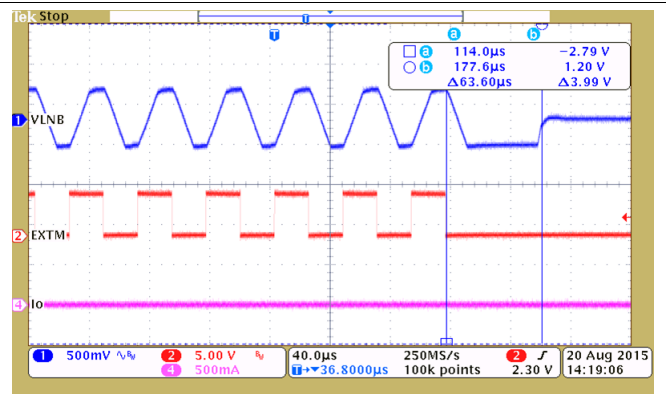 Tek Stop
T
T
a b
a 114.0µs −2.79 V
b 177.6µs 1.20 V
Δ63.60µs Δ3.99 V
1 VLNB
2 EXTM
4 Io
1 500mV ∿BW 2 5.00 V BW
4 500mA
40.0µs 250MS/s 2 ∫
T→▼36.8000µs 100k points 2.30 V
20 Aug 2015
14:19:06